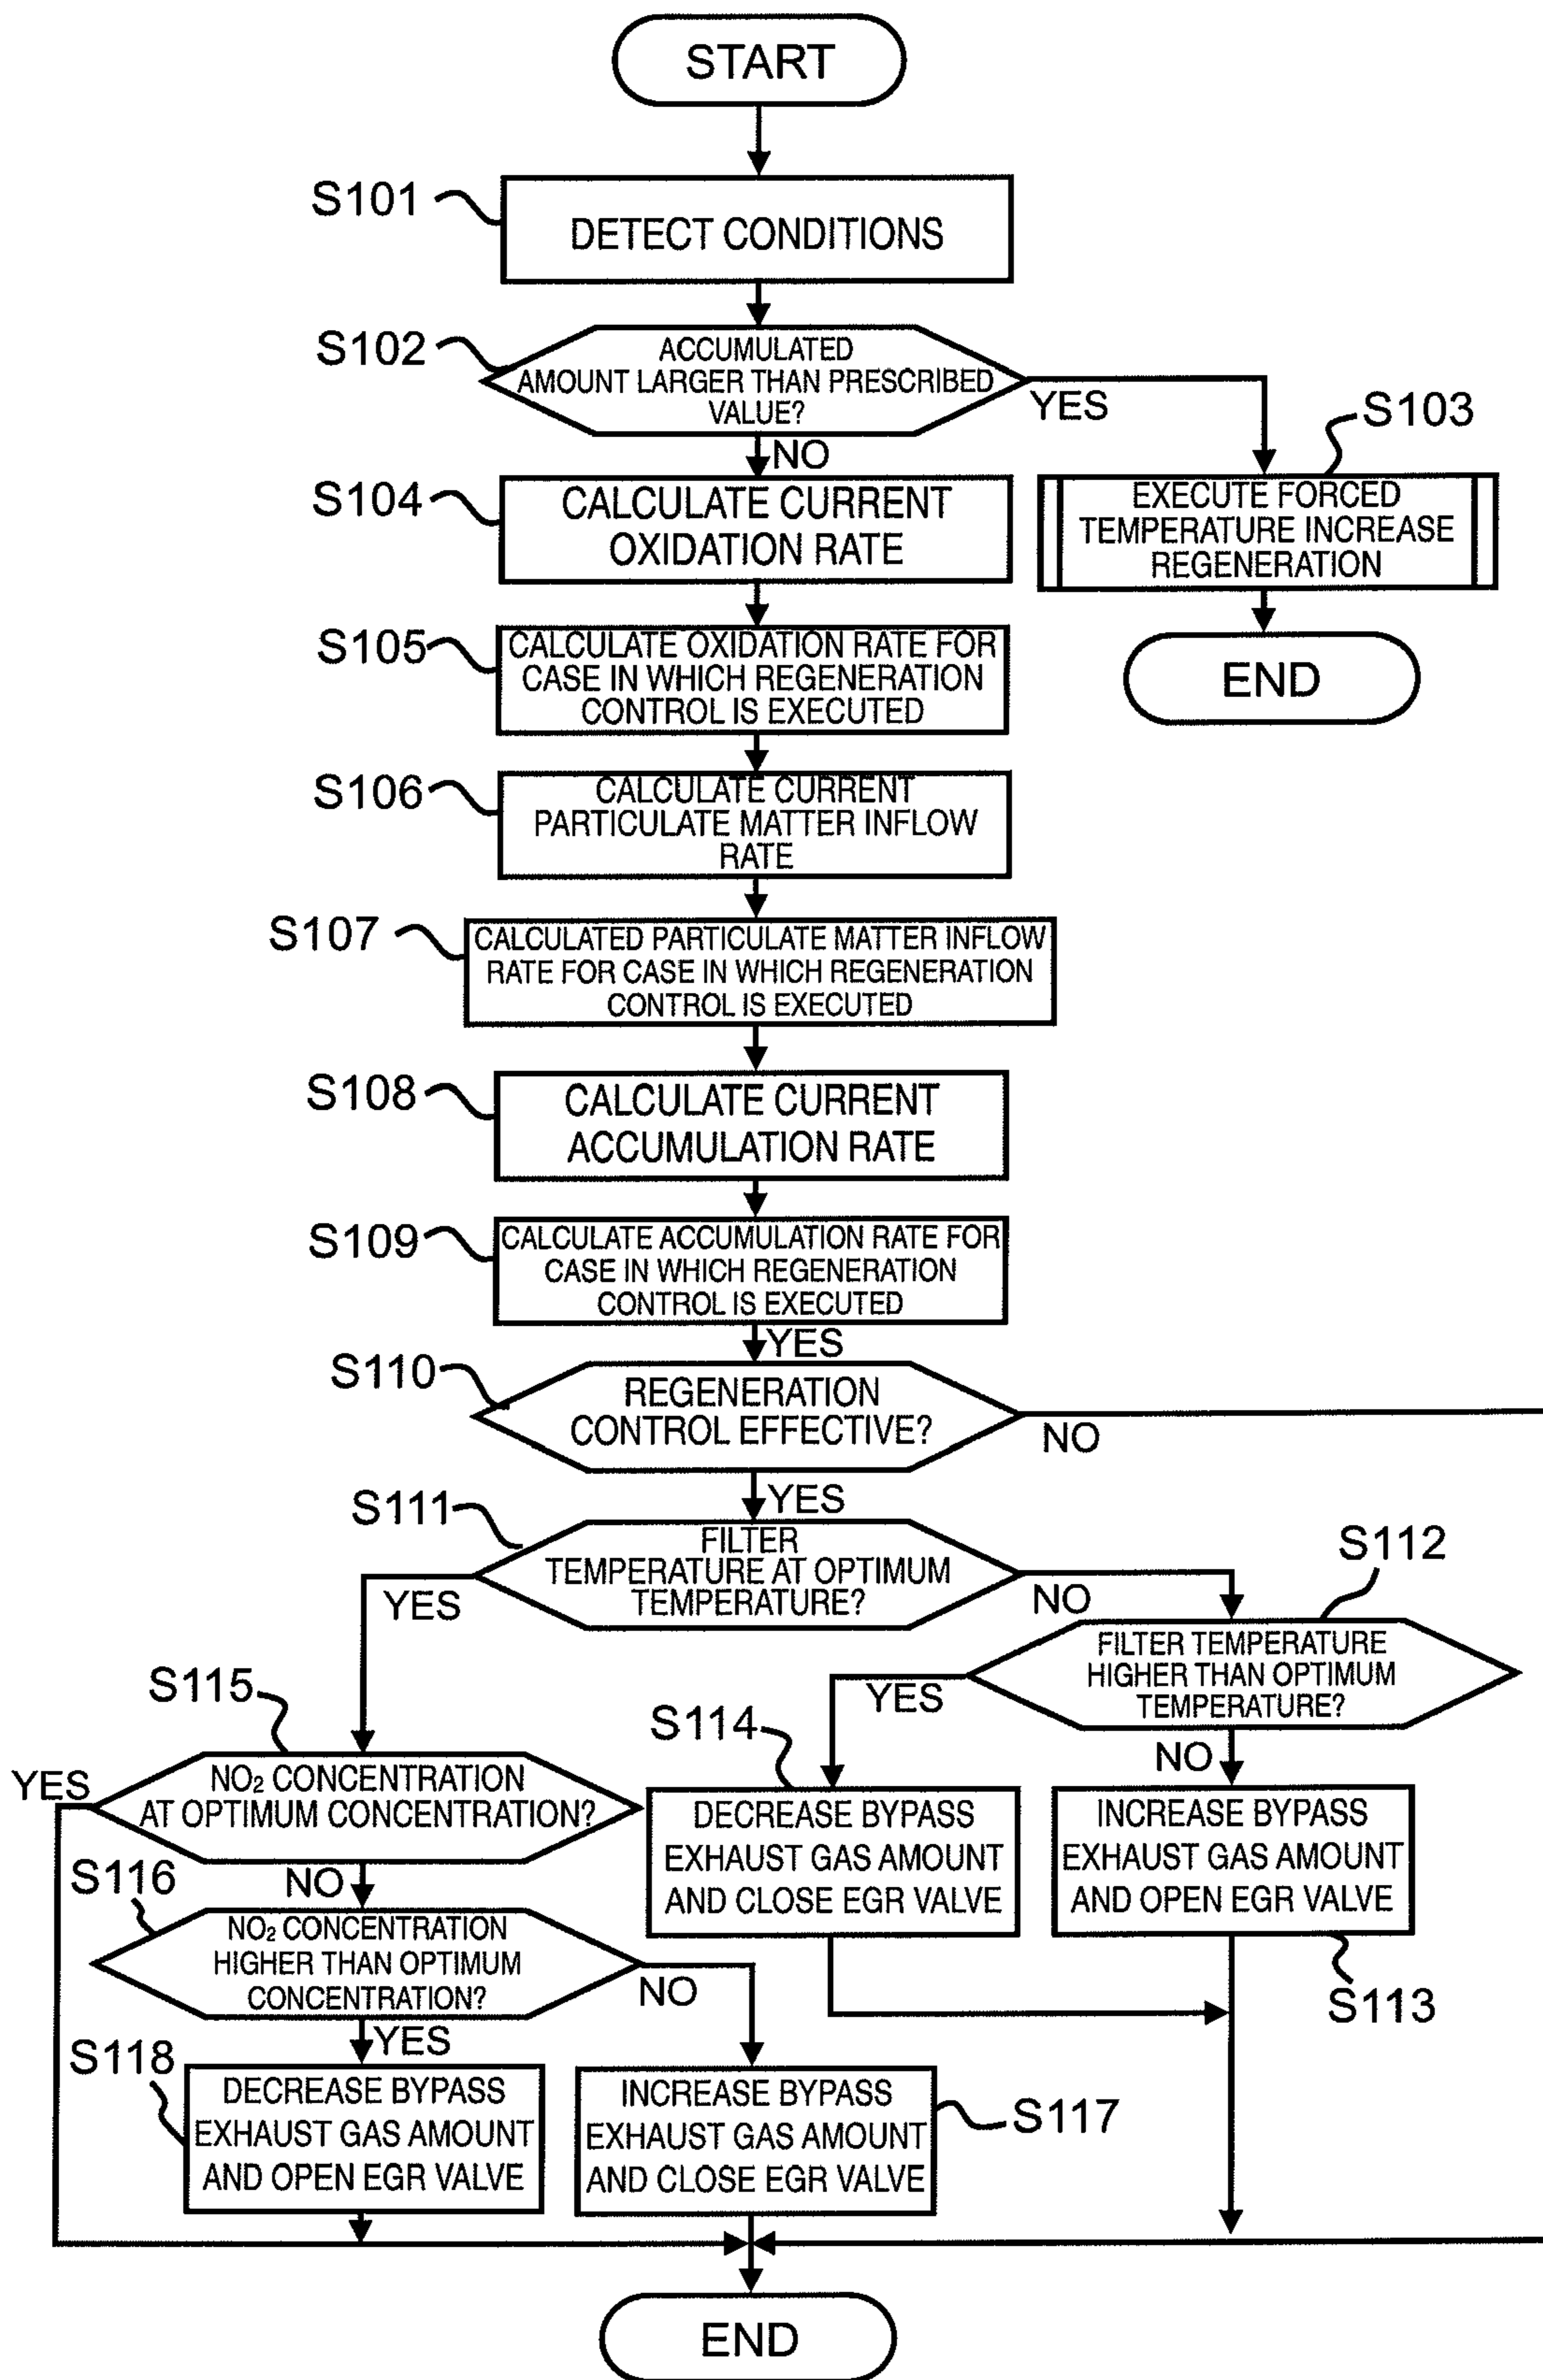 START
S101
DETECT CONDITIONS
S102
ACCUMULATED
AMOUNT LARGER THAN PRESCRIBED
VALUE?
YES
NO
S103
EXECUTE FORCED
TEMPERATURE INCREASE
REGENERATION
END
S104
CALCULATE CURRENT
OXIDATION RATE
S105
CALCULATE OXIDATION RATE FOR
CASE IN WHICH REGENERATION
CONTROL IS EXECUTED
S106
CALCULATE CURRENT
PARTICULATE MATTER INFLOW
RATE
S107
CALCULATED PARTICULATE MATTER INFLOW
RATE FOR CASE IN WHICH REGENERATION
CONTROL IS EXECUTED
S108
CALCULATE CURRENT
ACCUMULATION RATE
S109
CALCULATE ACCUMULATION RATE FOR
CASE IN WHICH REGENERATION
CONTROL IS EXECUTED
YES
S110
REGENERATION
CONTROL EFFECTIVE?
NO
YES
S111
FILTER
TEMPERATURE AT OPTIMUM
TEMPERATURE?
YES
NO
S112
FILTER TEMPERATURE
HIGHER THAN OPTIMUM
TEMPERATURE?
YES
NO
S114
DECREASE BYPASS
EXHAUST GAS AMOUNT
AND CLOSE EGR VALVE
INCREASE BYPASS
EXHAUST GAS AMOUNT
AND OPEN EGR VALVE
S113
S115
YES
NO₂ CONCENTRATION
AT OPTIMUM CONCENTRATION?
NO
S116
NO₂ CONCENTRATION
HIGHER THAN OPTIMUM
CONCENTRATION?
NO
YES
S118
DECREASE BYPASS
EXHAUST GAS AMOUNT
AND OPEN EGR VALVE
INCREASE BYPASS
EXHAUST GAS AMOUNT
AND CLOSE EGR VALVE
S117
END